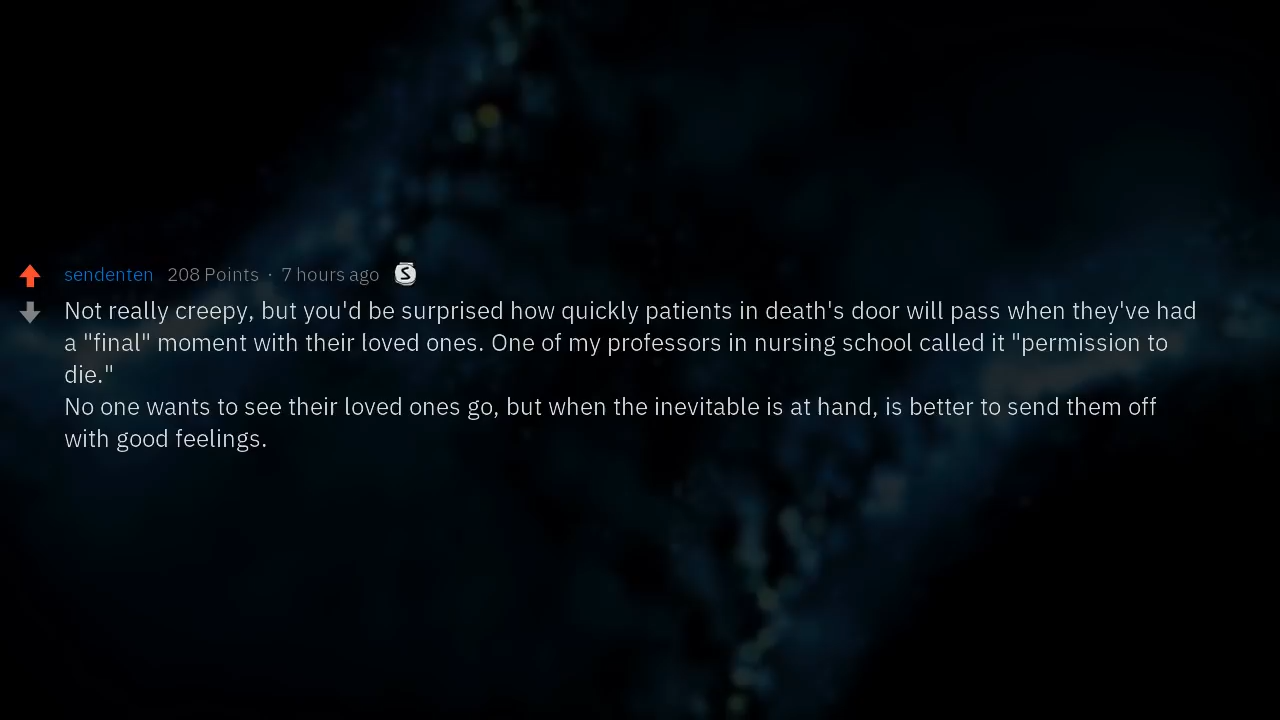 sendenten 208 Points · 7 hours ago S
Not really creepy, but you'd be surprised how quickly patients in death's door will pass when they've had
a "final" moment with their loved ones. One of my professors in nursing school called it "permission to
die."
No one wants to see their loved ones go, but when the inevitable is at hand, is better to send them off
with good feelings.